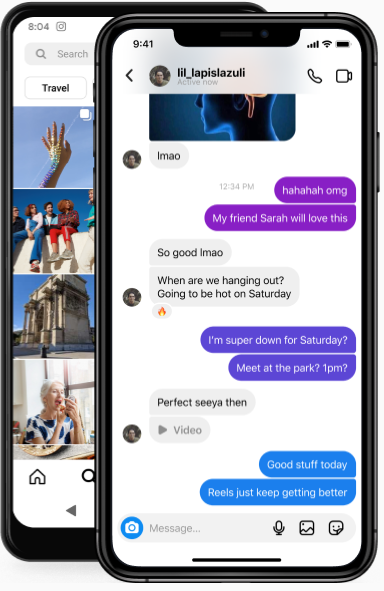 8:04
Search
Travel
9:41
lil_lapislazuli
Active now
lmao
12:34 PM
hahahah omg
My friend Sarah will love this
So good lmao
When are we hanging out?
Going to be hot on Saturday
I'm super down for Saturday?
Meet at the park? 1pm?
Perfect seeya then
Video
Good stuff today
Reels just keep getting better
Message...